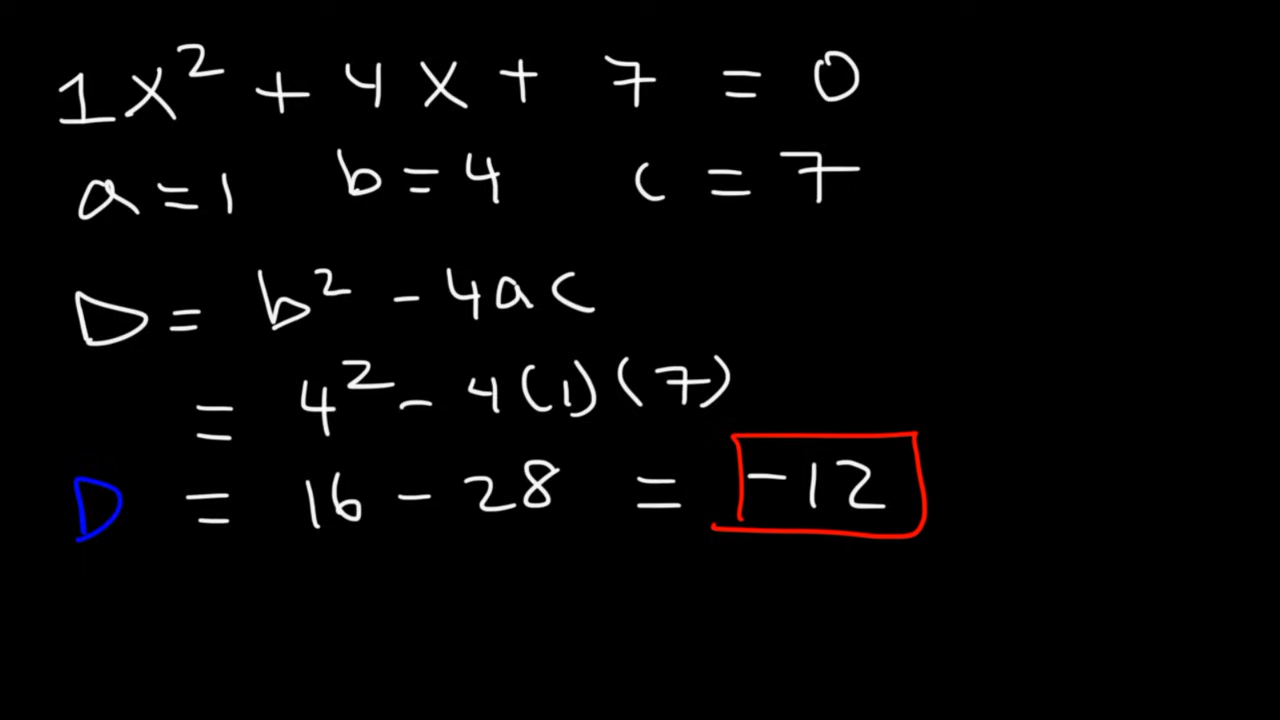 1x² + 4x + 7 = 0
a = 1 b = 4 c = 7
D = b² - 4ac
= 4² - 4(1)(7)
D = 16 - 28 = -12